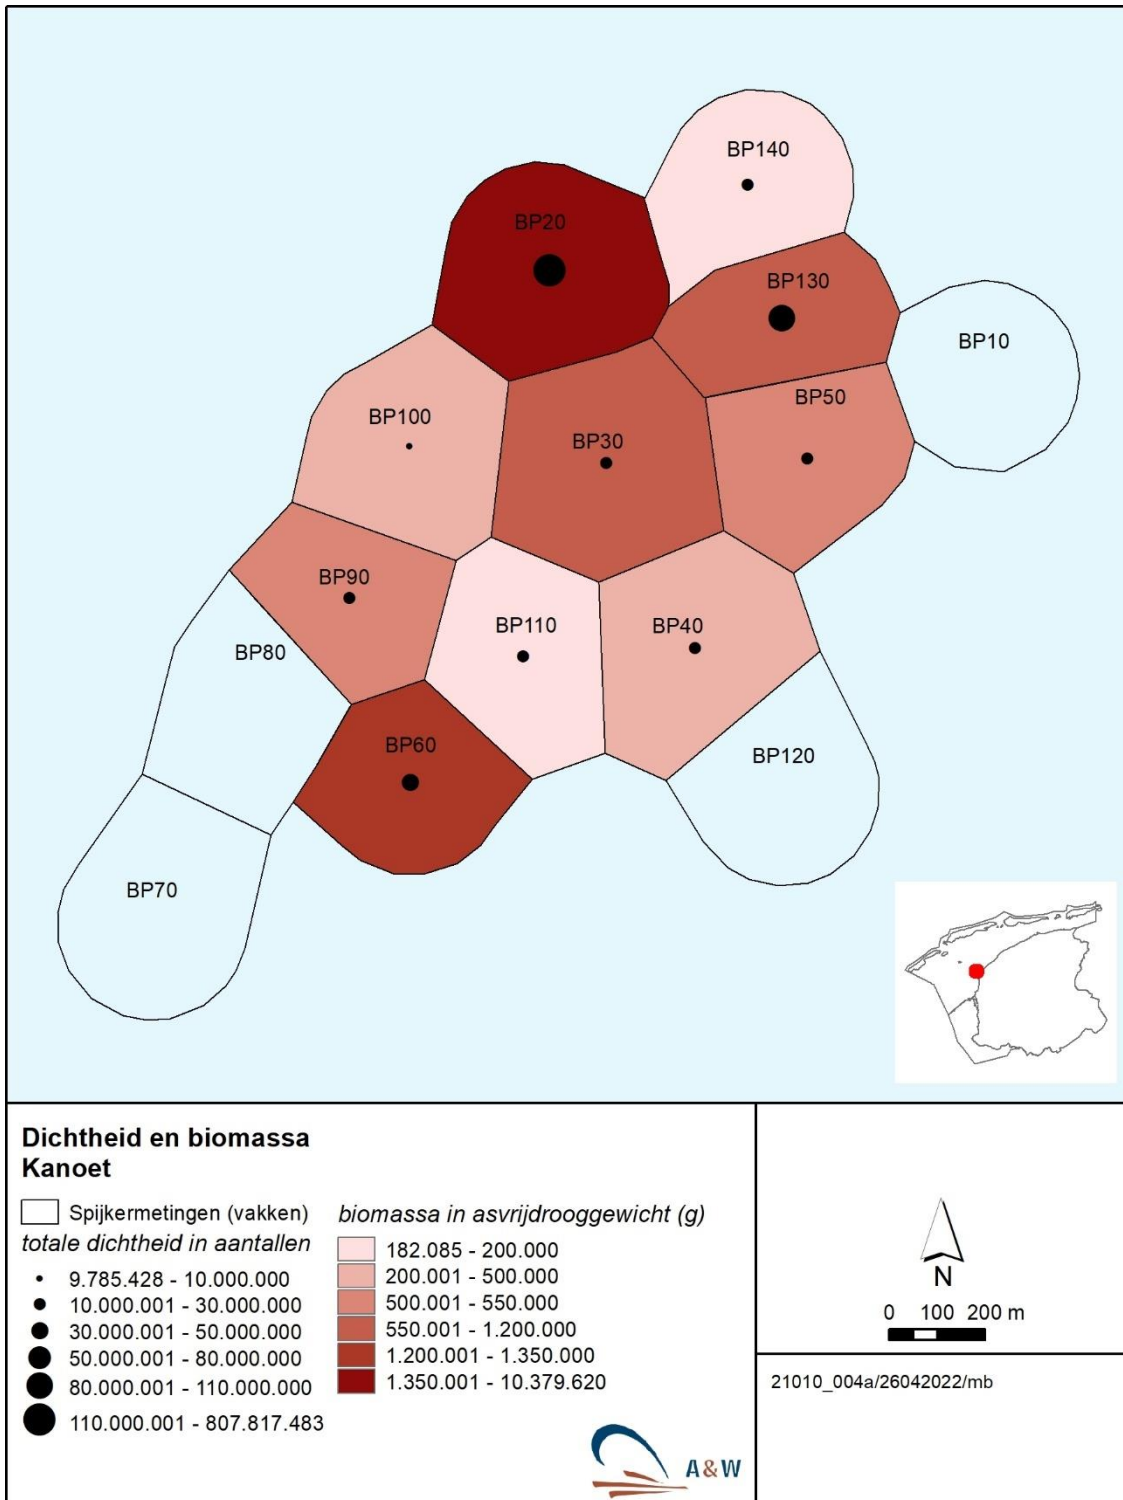 BP140
BP20
BP130
BP10
BP50
BP100
BP30
BP90
BP110
BP40
BP80
BP60
BP120
BP70
Dichtheid en biomassa
Kanoet
Spijkermetingen (vakken)
totale dichtheid in aantallen
9.785.428 - 10.000.000
10.000.001 - 30.000.000
30.000.001 - 50.000.000
50.000.001 - 80.000.000
80.000.001 - 110.000.000
110.000.001 - 807.817.483
biomassa in asvrijdrooggewicht (g)
182.085 - 200.000
200.001 - 500.000
500.001 - 550.000
550.001 - 1.200.000
1.200.001 - 1.350.000
1.350.001 - 10.379.620
A&W
N
0 100 200 m
21010_004a/26042022/mb